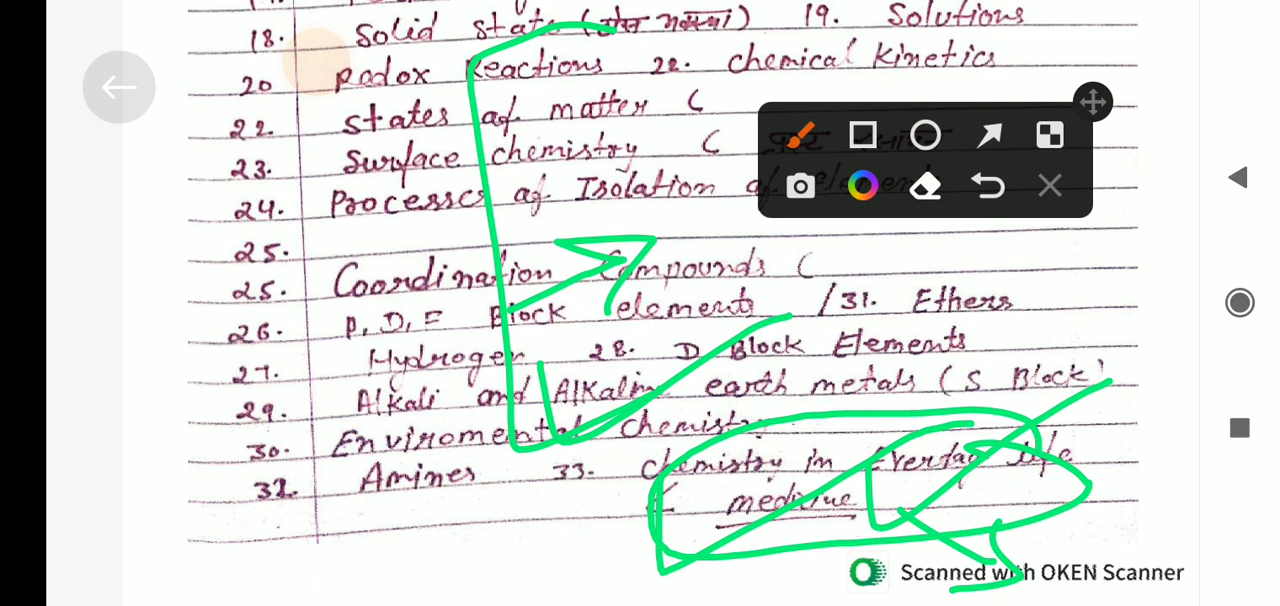 18. Solid state (ठोस अवस्था) 19. Solutions
20 Redox Reactions 22. chemical Kinetics
22. States of matter (
23. Surface chemistry (
24. Processes of Isolation of Elements
25.
25. Coordination Compounds (
26. P, D, F Block elements / 31. Ethers
27. Hydrogen 28. D Block Elements
29. Alkali and Alkaline earth metals (S Block)
30. Enviromental chemistry
32. Amines 33. chemistry in Everyday life
( medicine
Scanned with OKEN Scanner